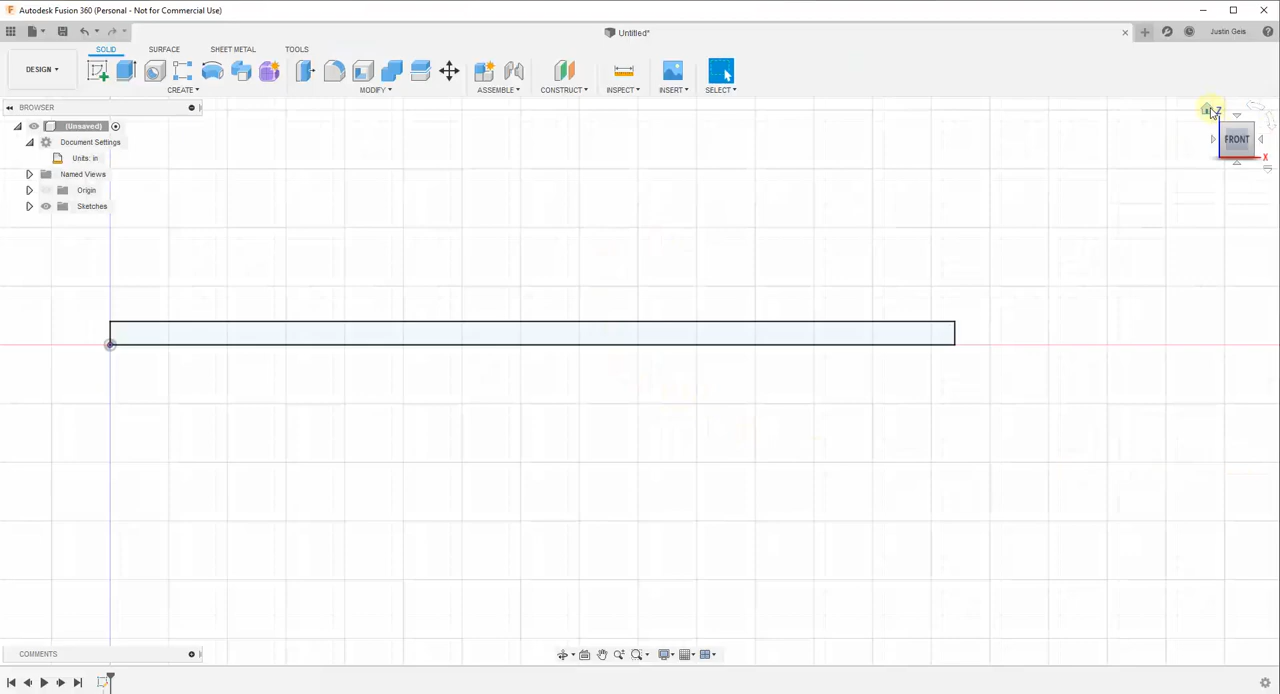 Autodesk Fusion 360 (Personal - Not for Commercial Use)
Untitled*
Justin Geis
SOLID SURFACE SHEET METAL TOOLS
DESIGN
CREATE MODIFY ASSEMBLE CONSTRUCT INSPECT INSERT SELECT
BROWSER
(Unsaved)
Document Settings
Units: in
Named Views
Origin
Sketches
Z
FRONT
X
COMMENTS